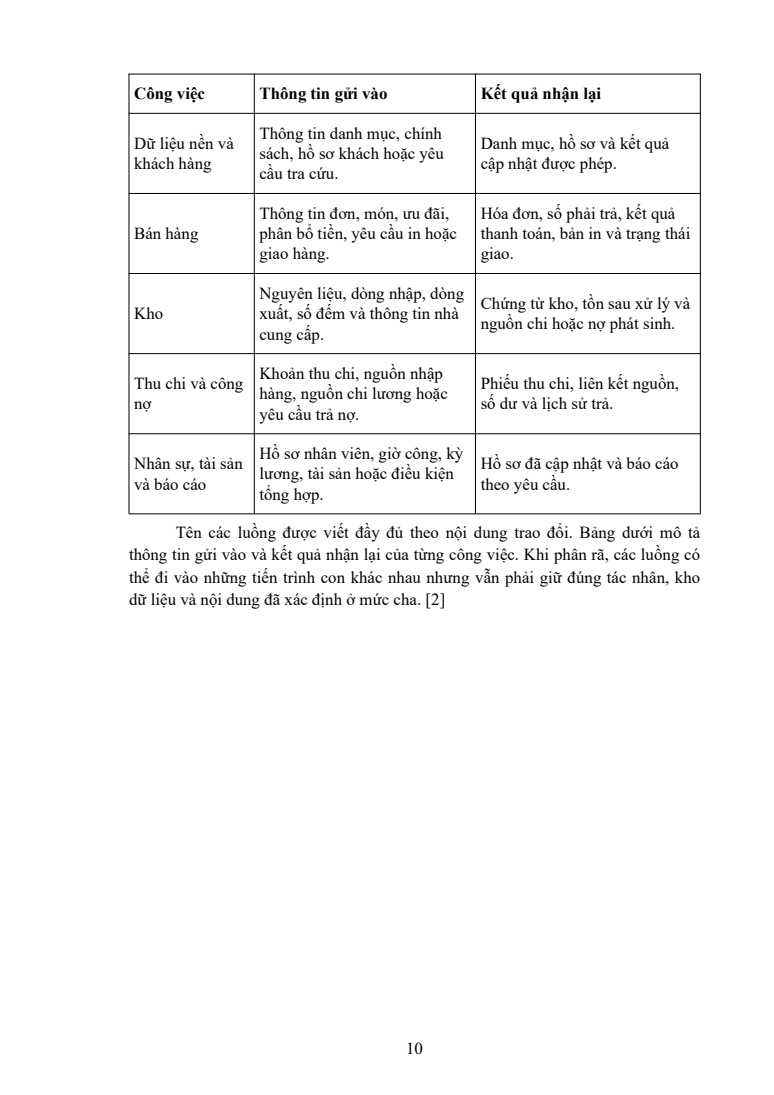 Công việc
Thông tin gửi vào
Kết quả nhận lại
Dữ liệu nền và
khách hàng
Thông tin danh mục, chính
sách, hồ sơ khách hoặc yêu
cầu tra cứu.
Danh mục, hồ sơ và kết quả
cập nhật được phép.
Bán hàng
Thông tin đơn, món, ưu đãi,
phân bổ tiền, yêu cầu in hoặc
giao hàng.
Hóa đơn, số phải trả, kết quả
thanh toán, bản in và trạng thái
giao.
Kho
Nguyên liệu, dòng nhập, dòng
xuất, số đếm và thông tin nhà
cung cấp.
Chứng từ kho, tồn sau xử lý và
nguồn chi hoặc nợ phát sinh.
Thu chi và công
nợ
Khoản thu chi, nguồn nhập
hàng, nguồn chi lương hoặc
yêu cầu trả nợ.
Phiếu thu chi, liên kết nguồn,
số dư và lịch sử trả.
Nhân sự, tài sản
và báo cáo
Hồ sơ nhân viên, giờ công, kỳ
lương, tài sản hoặc điều kiện
tổng hợp.
Hồ sơ đã cập nhật và báo cáo
theo yêu cầu.
Tên các luồng được viết đầy đủ theo nội dung trao đổi. Bảng dưới mô tả
thông tin gửi vào và kết quả nhận lại của từng công việc. Khi phân rã, các luồng có
thể đi vào những tiến trình con khác nhau nhưng vẫn phải giữ đúng tác nhân, kho
dữ liệu và nội dung đã xác định ở mức cha. [2]
10